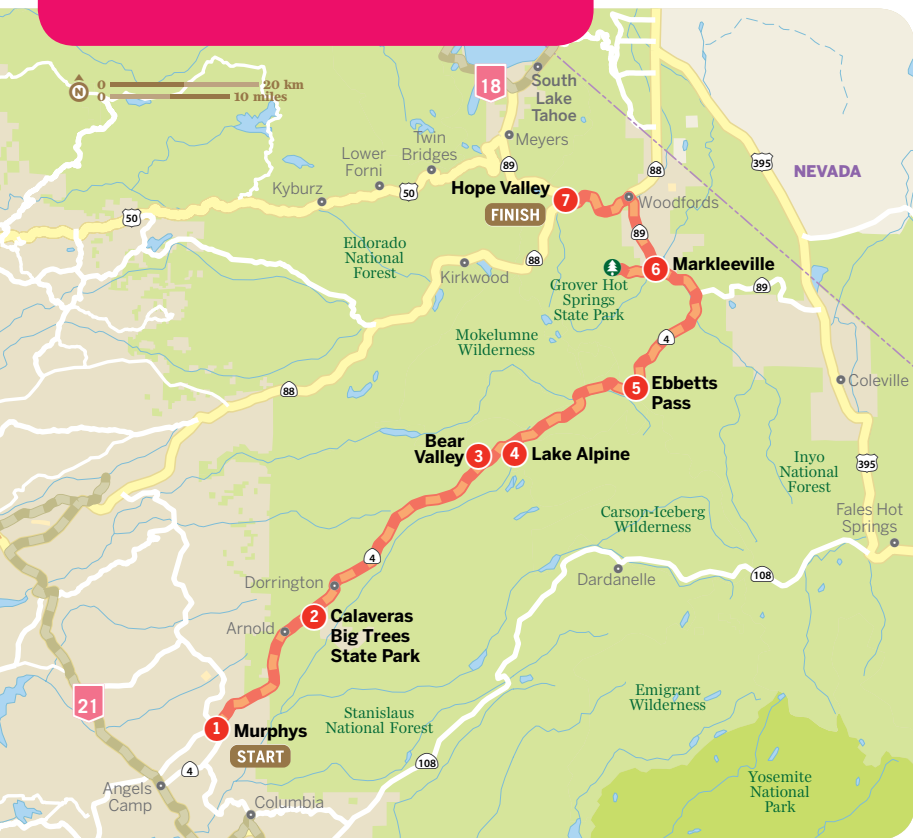 N
0
20 km
0
10 miles
18
South
Lake
Tahoe
Meyers
Twin
Bridges
Lower
Forni
Kyburz
50
50
89
88
395
NEVADA
Hope Valley
FINISH
7
Woodfords
89
6
Markleeville
Eldorado
National
Forest
Kirkwood
88
Grover Hot
Springs
State Park
89
Mokelumne
Wilderness
4
88
5
Ebbetts
Pass
Coleville
Bear
Valley
3
4
Lake Alpine
Inyo
National
Forest
395
Carson-Iceberg
Wilderness
Fales Hot
Springs
4
Dorrington
Dardanelle
108
2
Calaveras
Big Trees
State Park
Arnold
21
1
Murphys
START
Stanislaus
National Forest
Emigrant
Wilderness
4
108
Angels
Camp
Columbia
Yosemite
National
Park